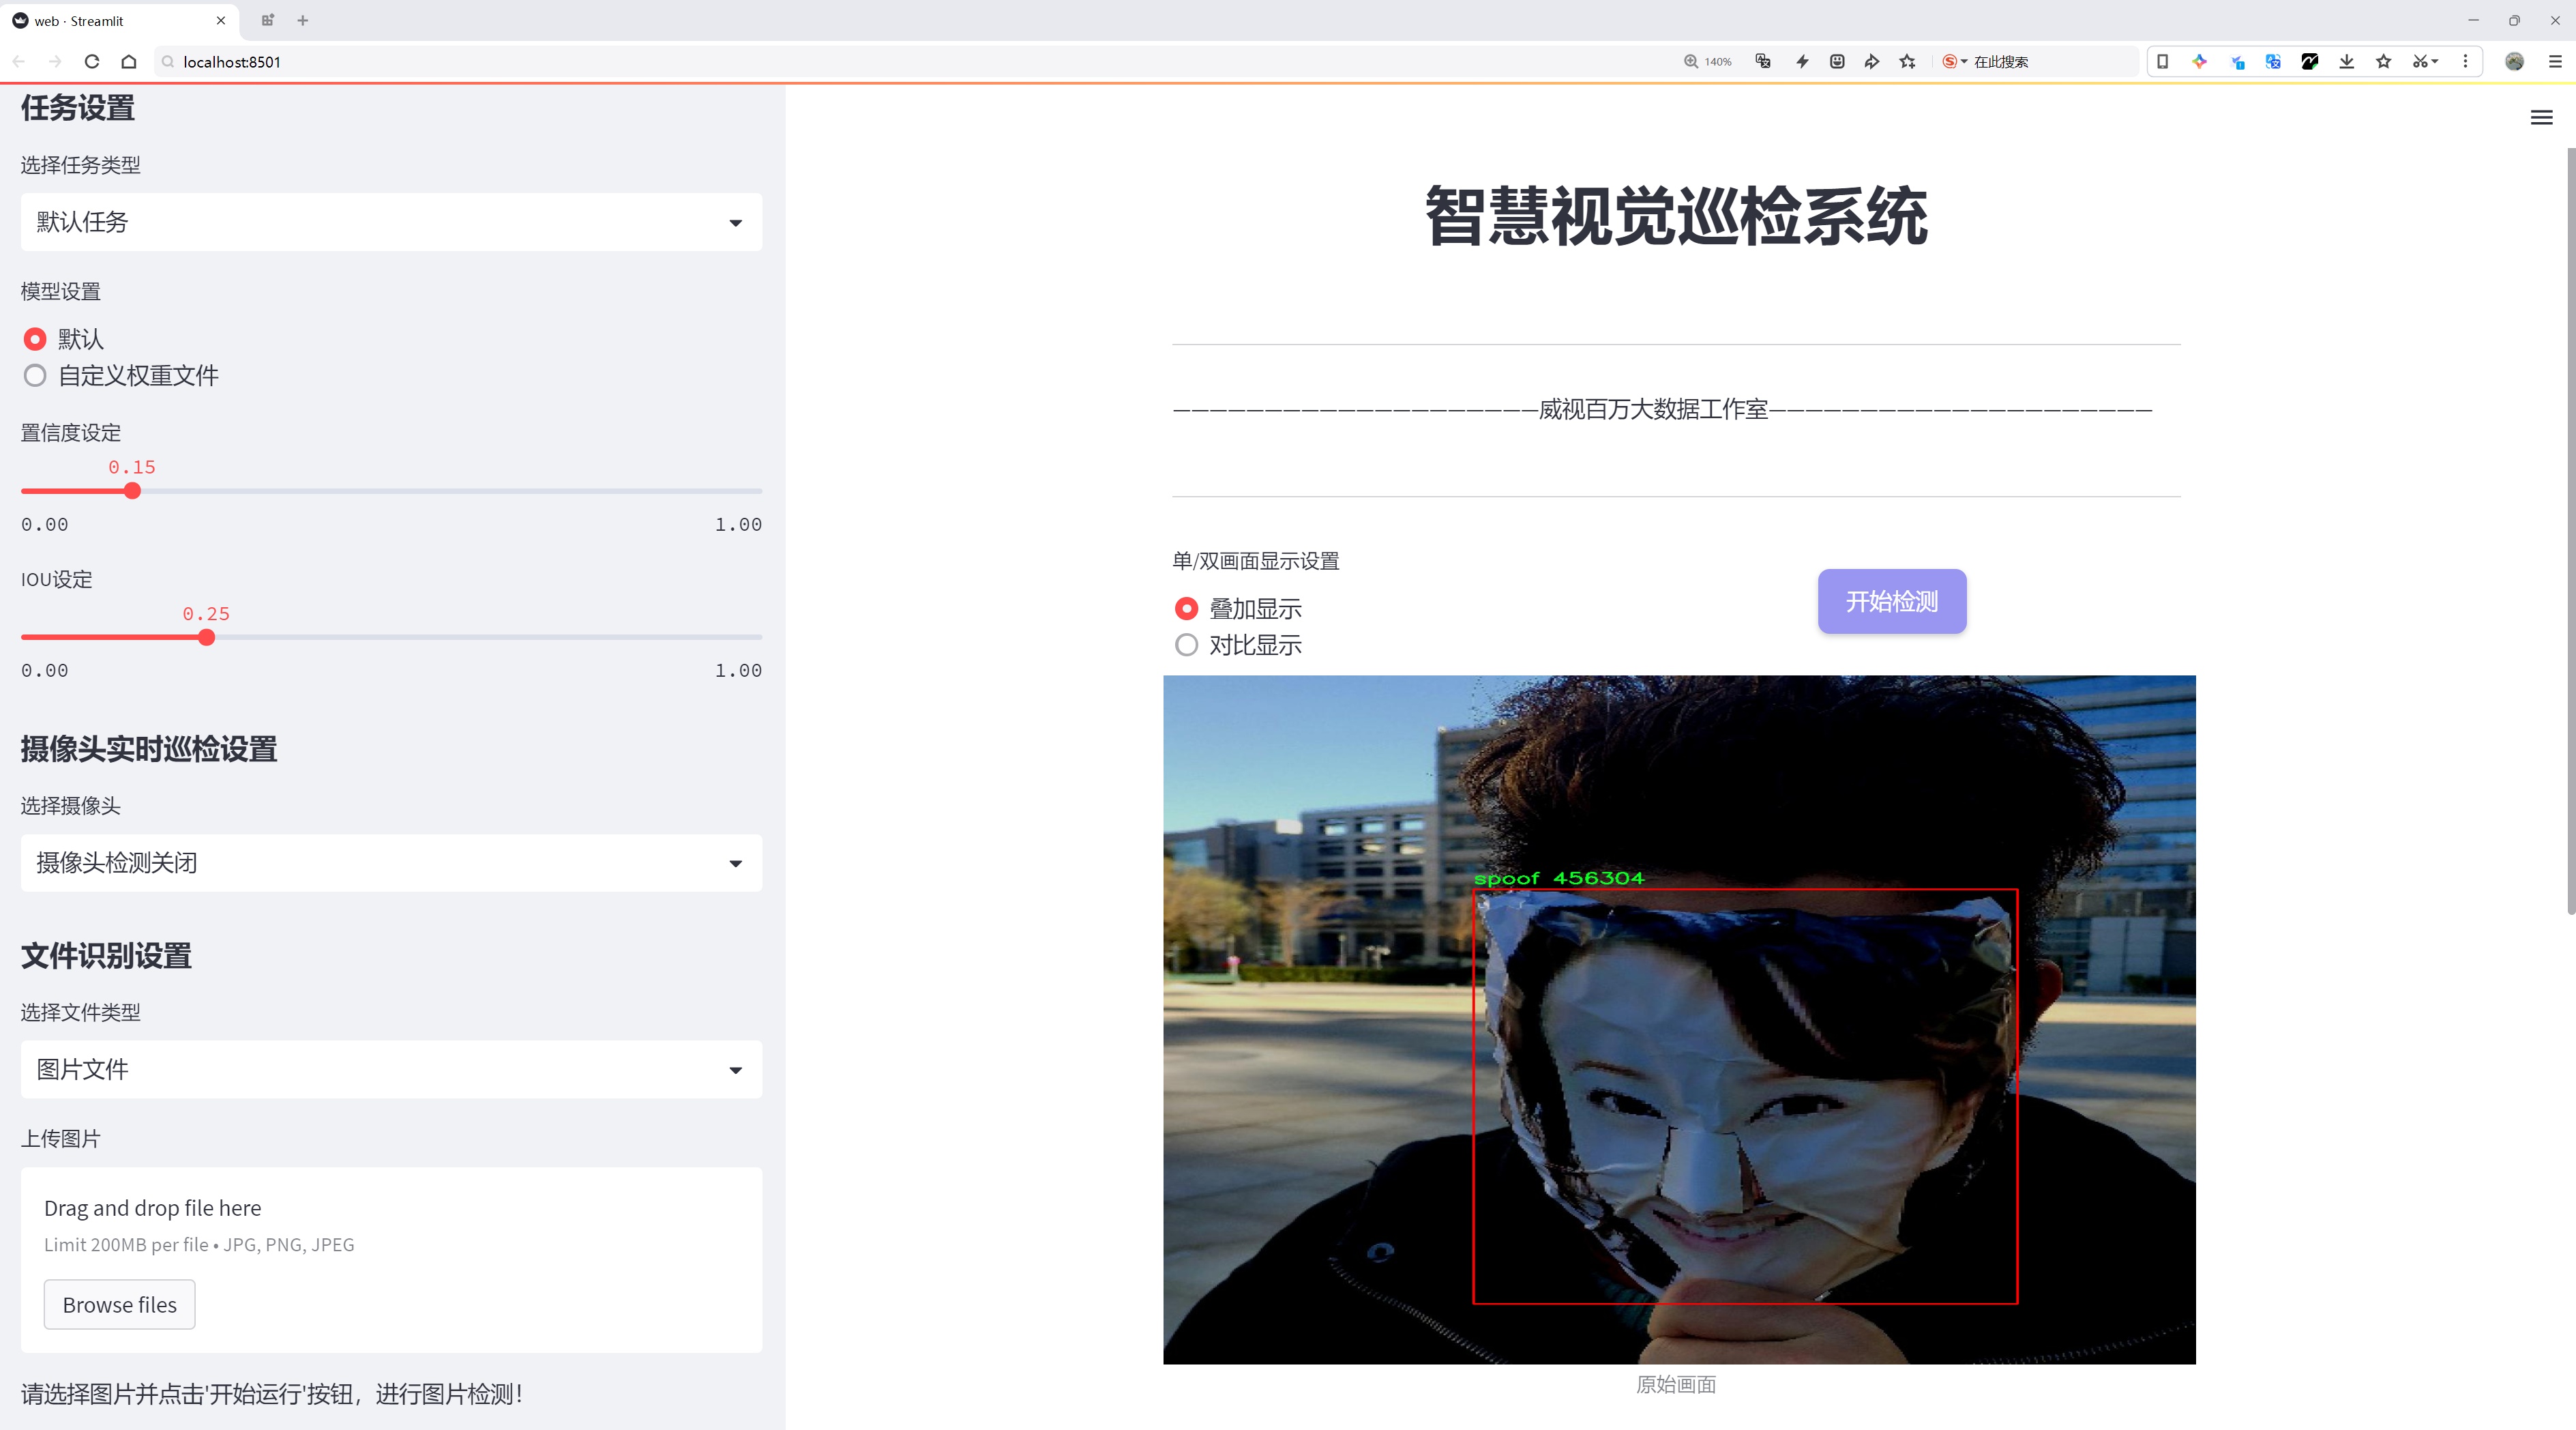 web · Streamlit
localhost:8501
140%
在此搜索
任务设置
选择任务类型
默认任务
模型设置
默认
自定义权重文件
置信度设定
0.15
0.00 1.00
IOU设定
0.25
0.00 1.00
摄像头实时巡检设置
选择摄像头
摄像头检测关闭
文件识别设置
选择文件类型
图片文件
上传图片
Drag and drop file here
Limit 200MB per file • JPG, PNG, JPEG
Browse files
请选择图片并点击'开始运行'按钮，进行图片检测！
智慧视觉巡检系统
—————————————————————威视百万大数据工作室—————————————————————
单/双画面显示设置
叠加显示
对比显示
开始检测
spoof 456304
原始画面